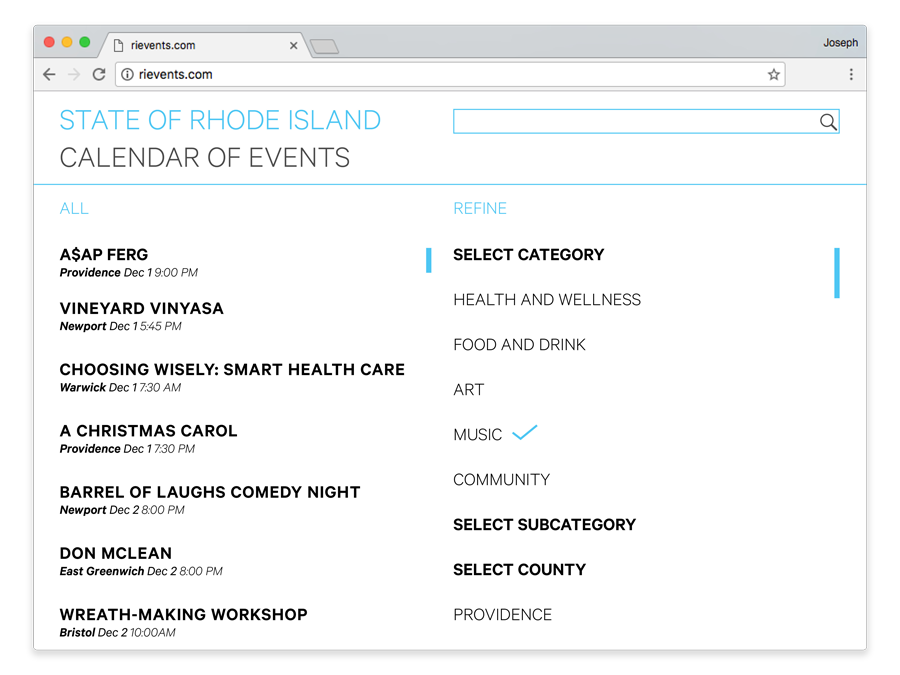 rievents.com
Joseph
rievents.com
STATE OF RHODE ISLAND
CALENDAR OF EVENTS
ALL
A$AP FERG
Providence Dec 1 9:00 PM
VINEYARD VINYASA
Newport Dec 1 5:45 PM
CHOOSING WISELY: SMART HEALTH CARE
Warwick Dec 1 7:30 AM
A CHRISTMAS CAROL
Providence Dec 1 7:30 PM
BARREL OF LAUGHS COMEDY NIGHT
Newport Dec 2 8:00 PM
DON MCLEAN
East Greenwich Dec 2 8:00 PM
WREATH-MAKING WORKSHOP
Bristol Dec 2 10:00AM
REFINE
SELECT CATEGORY
HEALTH AND WELLNESS
FOOD AND DRINK
ART
MUSIC
COMMUNITY
SELECT SUBCATEGORY
SELECT COUNTY
PROVIDENCE